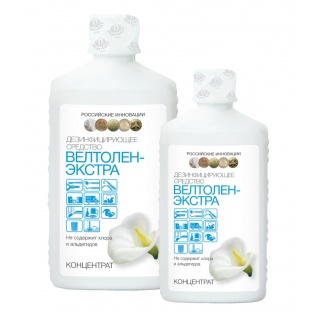 РОССИЙСКИЕ ИННОВАЦИИ
ДЕЗИНФИЦИРУЮЩЕЕ
СРЕДСТВО
ВЕЛТОЛЕН-
ЭКСТРА
Не содержит хлора
и альдегидов
КОНЦЕНТРАТ
РОССИЙСКИЕ ИННОВАЦИИ
ДЕЗИНФИЦИРУЮЩЕЕ
СРЕДСТВО
ВЕЛТОЛЕН-
ЭКСТРА
Не содержит хлора
и альдегидов
КОНЦЕНТРАТ